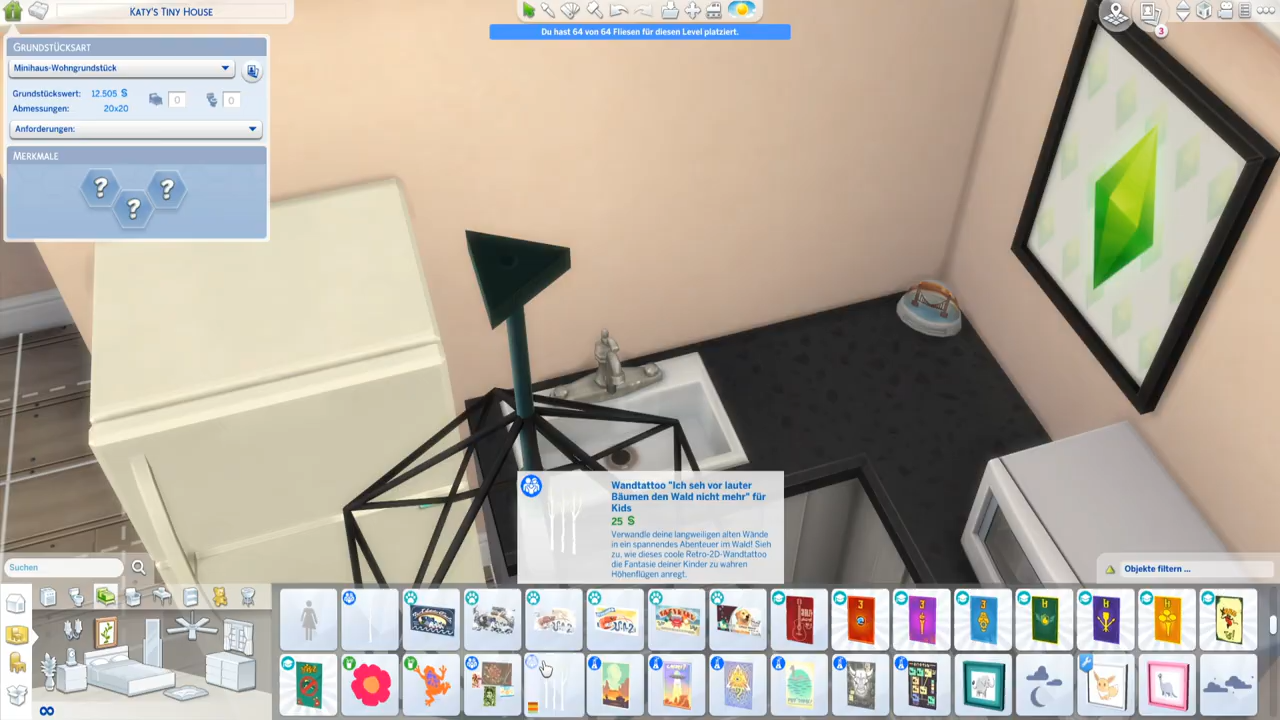 KATY'S TINY HOUSE
Du hast 64 von 64 Fliesen für diesen Level platziert.
GRUNDSTÜCKSART
Minihaus-Wohngrundstück
Grundstückswert: 12.505 $
0
0
Abmessungen: 20x20
Anforderungen:
MERKMALE
? ? ?
3
Wandtattoo "Ich seh vor lauter
Bäumen den Wald nicht mehr" für
Kids
25 $
Verwandle deine langweiligen alten Wände
in ein spannendes Abenteuer im Wald! Sieh
zu, wie dieses coole Retro-2D-Wandtattoo
die Fantasie deiner Kinder zu wahren
Höhenflügen anregt.
Suchen
Objekte filtern ...